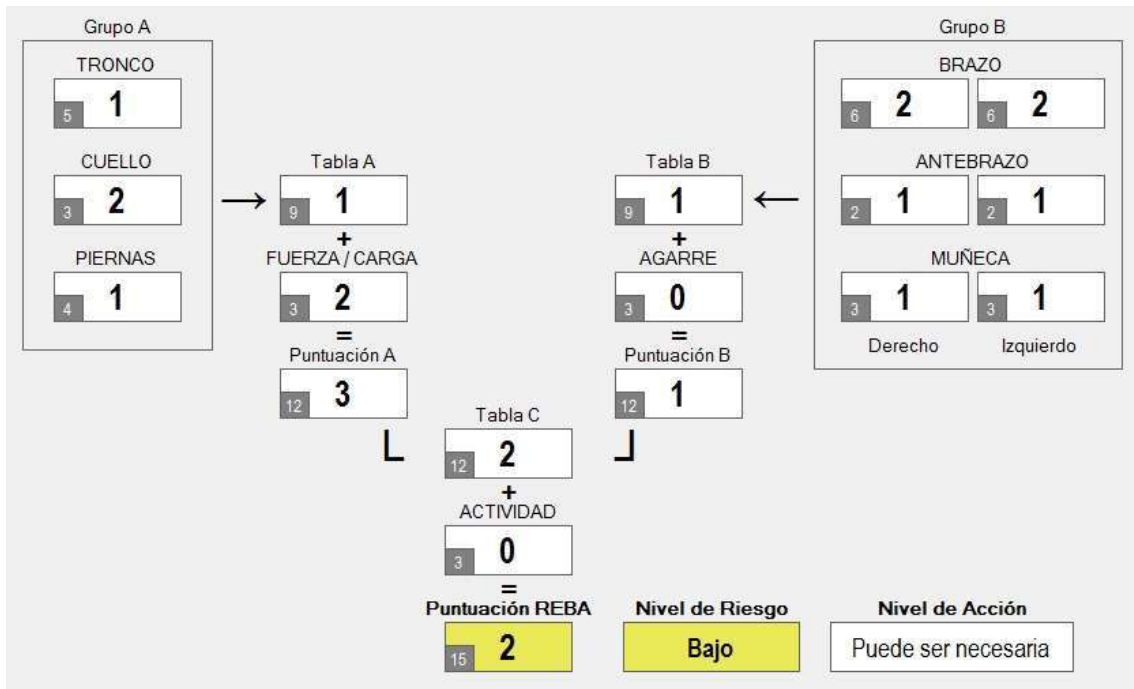 Grupo A
Grupo B
TRONCO
BRAZO
5 1
6 2
6 2
CUELLO
Tabla A
Tabla B
ANTEBRAZO
3 2
→
9 1
9 1
←
2 1
2 1
+
+
PIERNAS
FUERZA / CARGA
AGARRE
MUÑECA
4 1
3 2
3 0
3 1
3 1
=
=
Puntuación A
Puntuación B
Derecho
Izquierdo
12 3
12 1
Tabla C
12 2
+
ACTIVIDAD
3 0
=
Puntuación REBA
Nivel de Riesgo
Nivel de Acción
15 2
Bajo
Puede ser necesaria